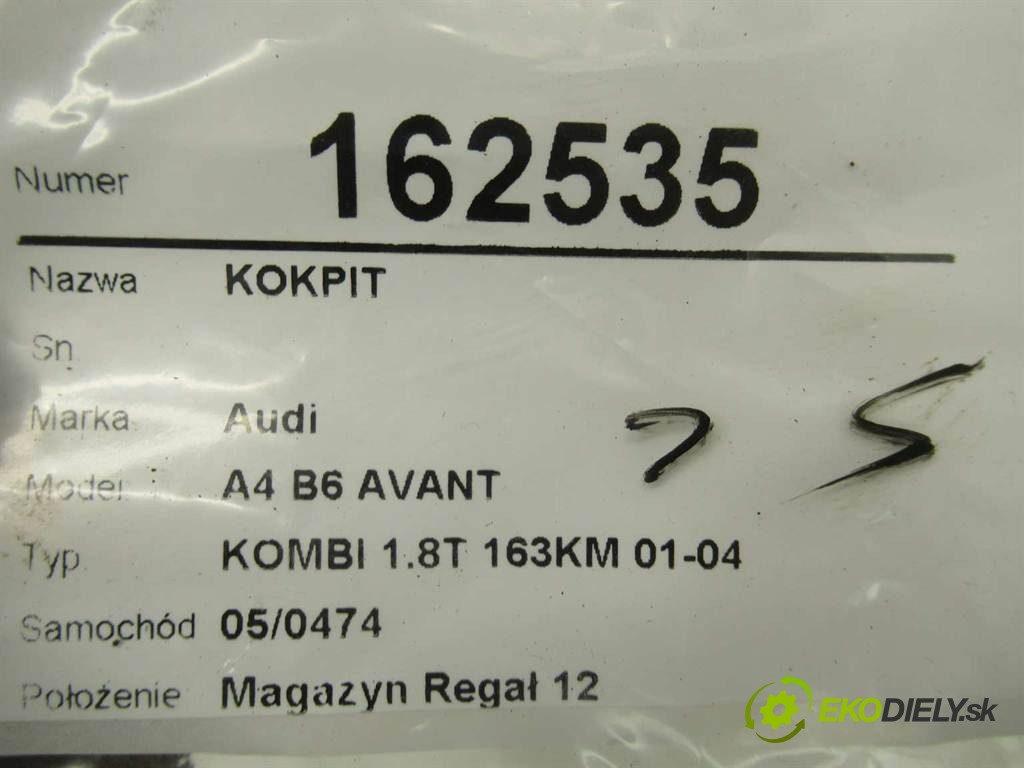 Numer 162535
Nazwa KOKPIT
Sn
Marka Audi
Model A4 B6 AVANT
Typ KOMBI 1.8T 163KM 01-04
Samochód 05/0474
Położenie Magazyn Regał 12
EKODIELY.sk